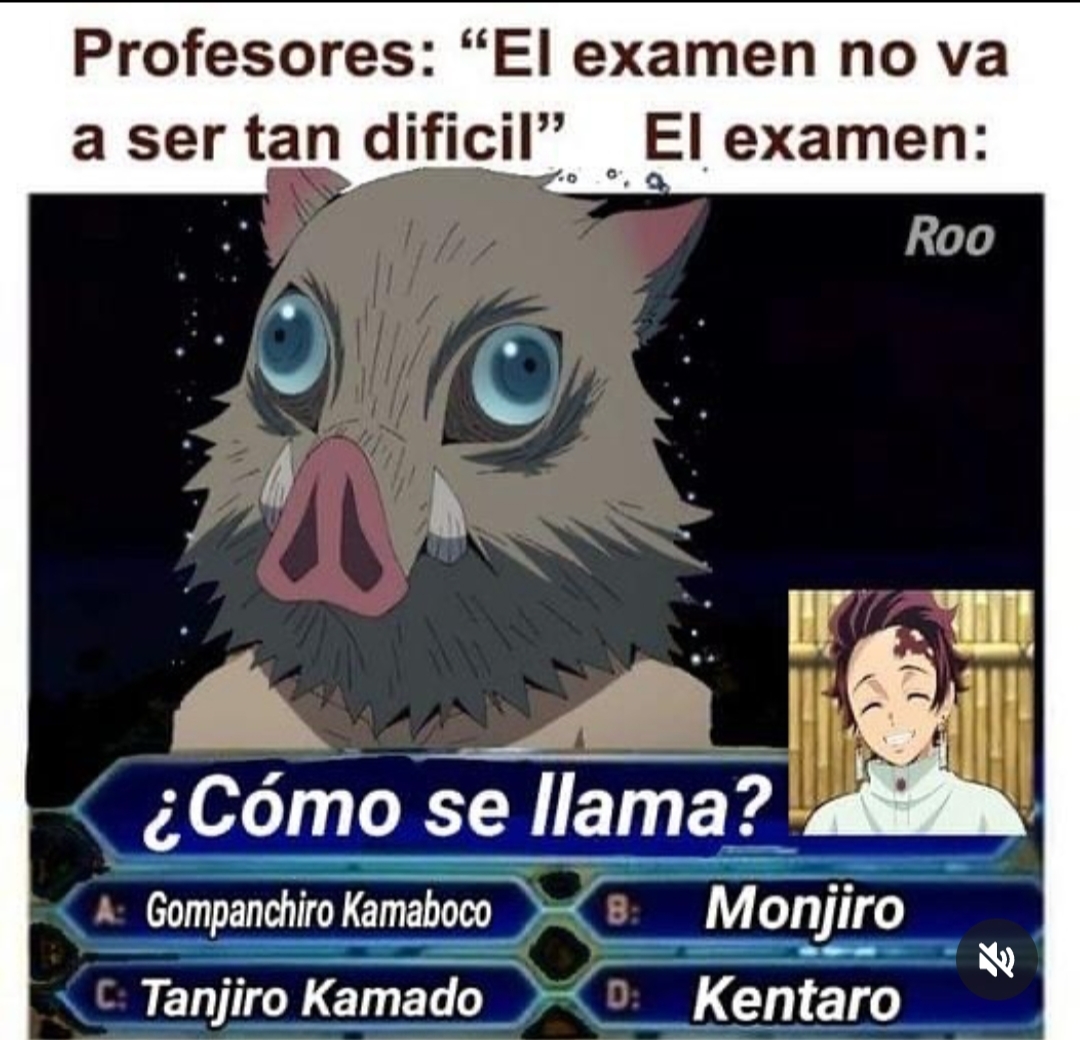 Profesores: “El examen no va
a ser tan dificil” El examen:
Roo
¿Cómo se llama?
A: Gompanchiro Kamaboco
B: Monjiro
C: Tanjiro Kamado
D: Kentaro